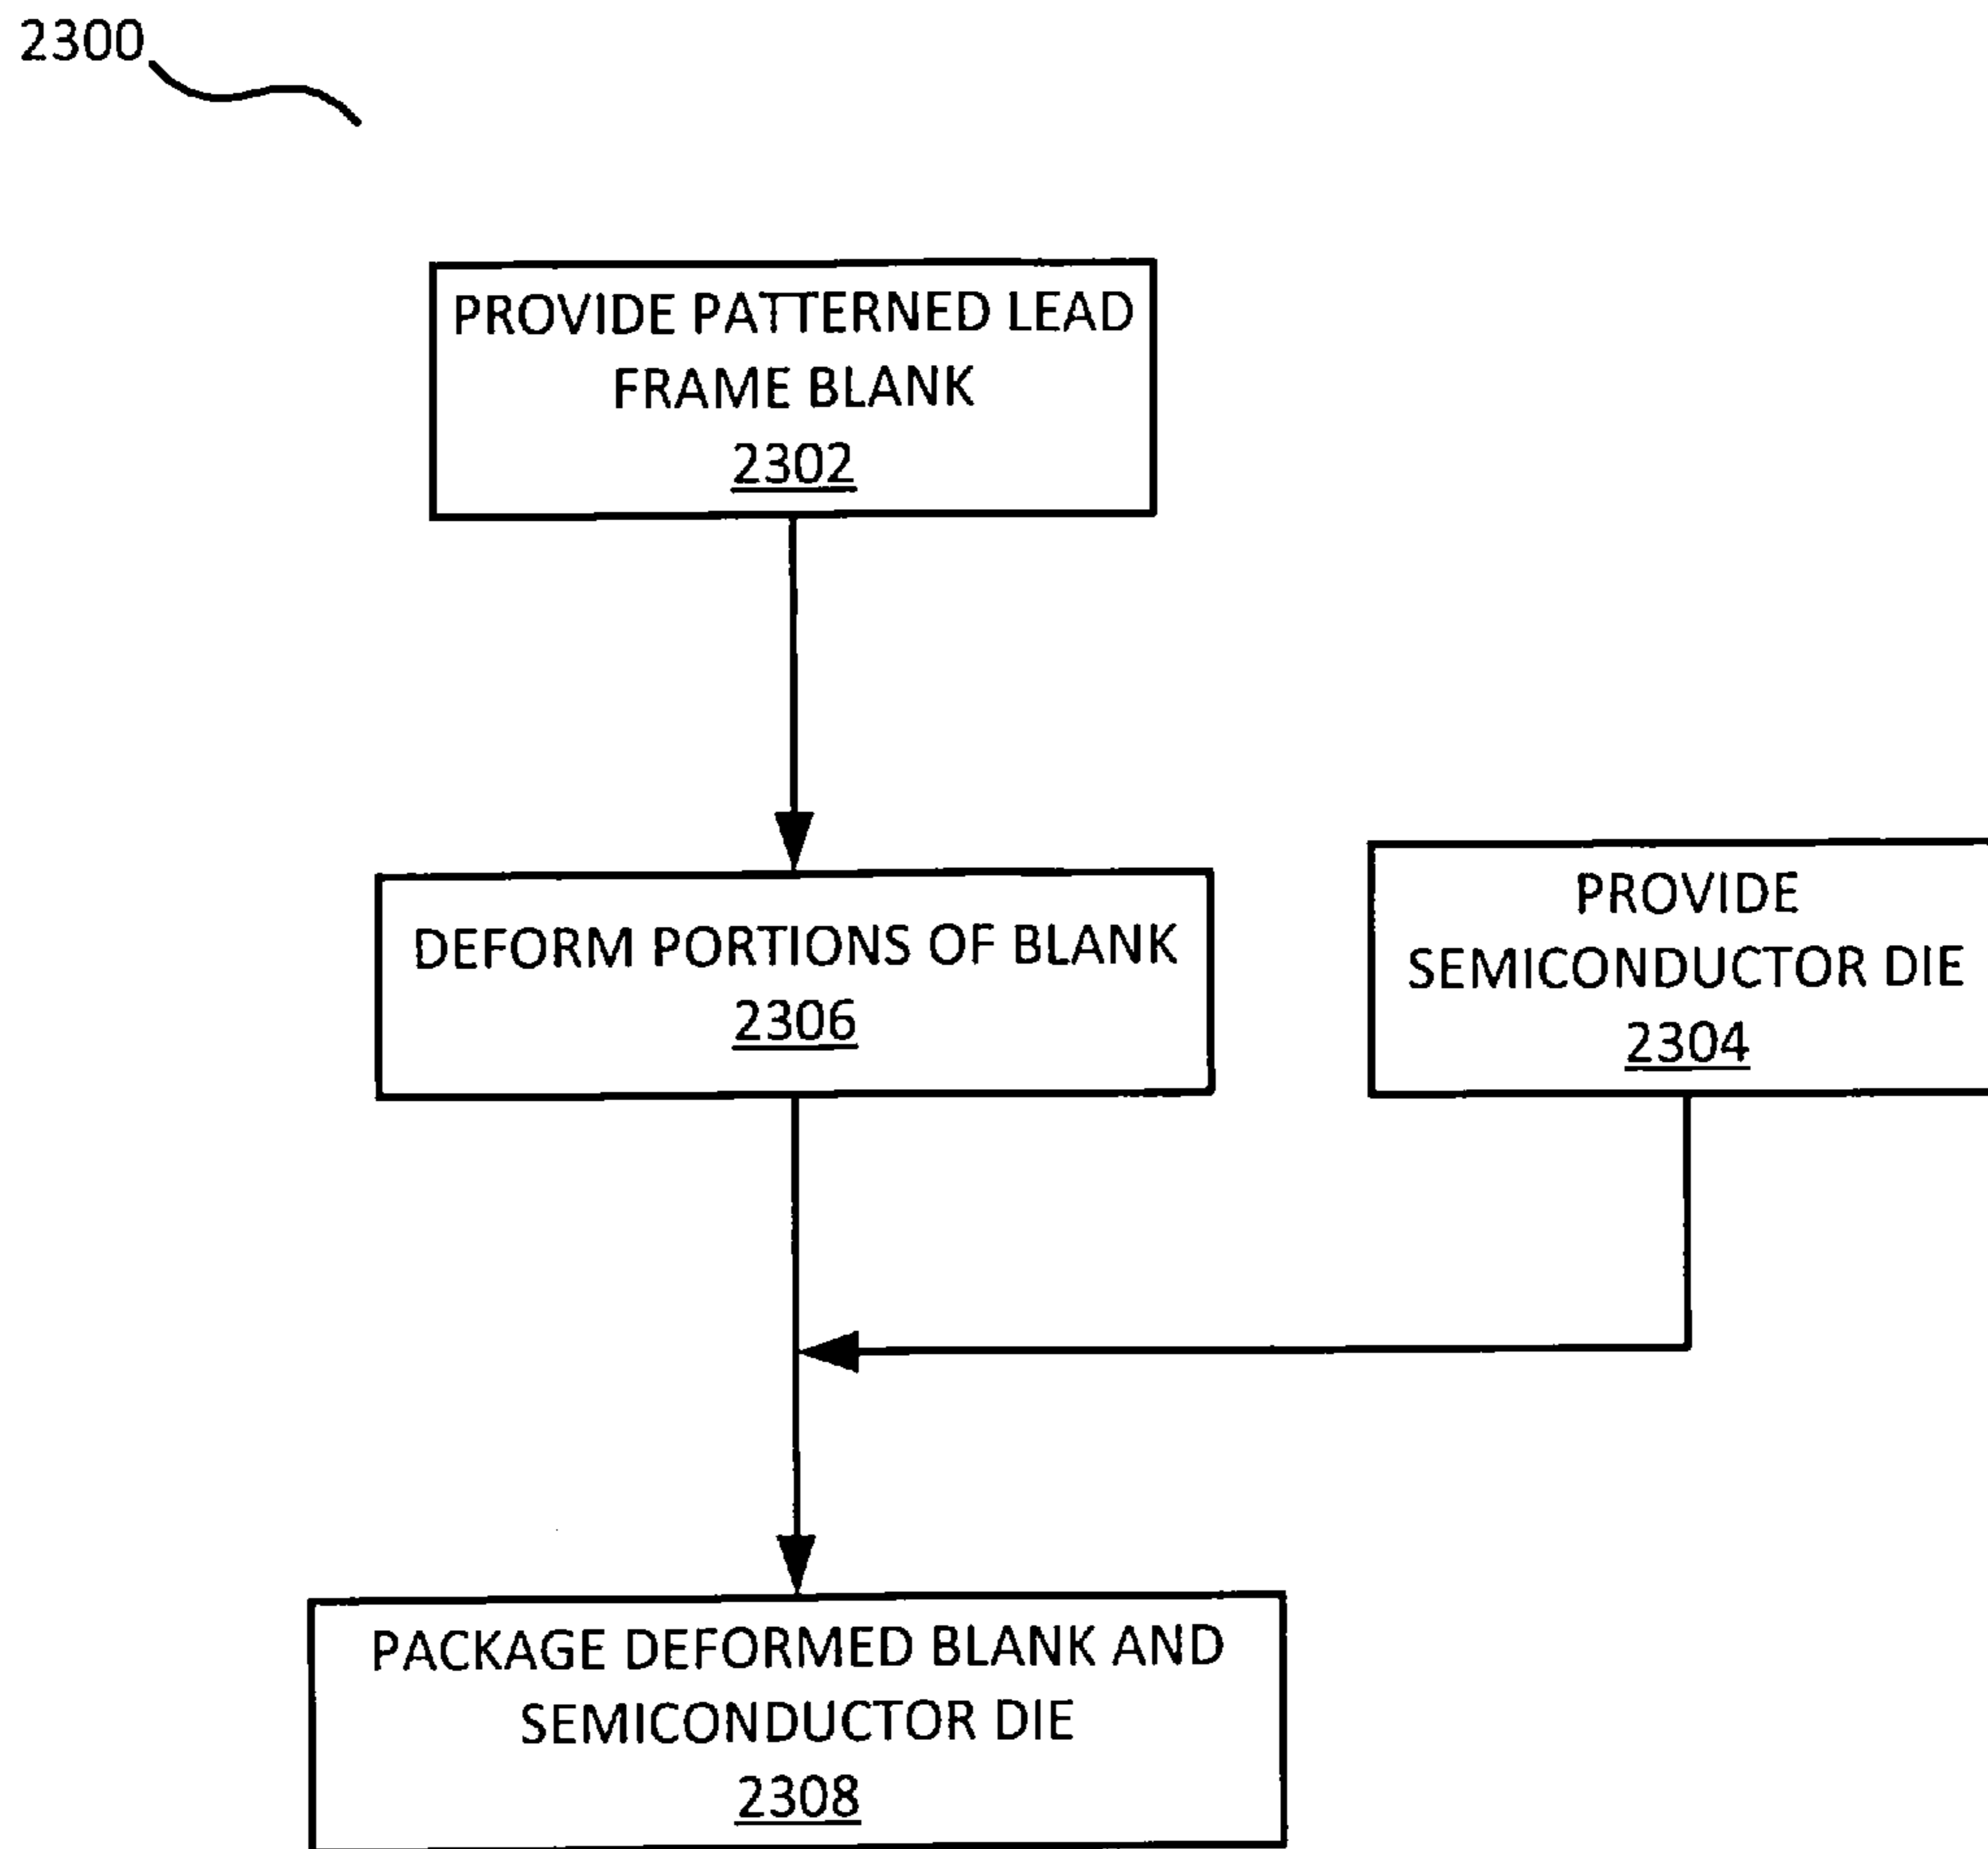 2300
PROVIDE PATTERNED LEAD
FRAME BLANK
2302
DEFORM PORTIONS OF BLANK
2306
PROVIDE
SEMICONDUCTOR DIE
2304
PACKAGE DEFORMED BLANK AND
SEMICONDUCTOR DIE
2308